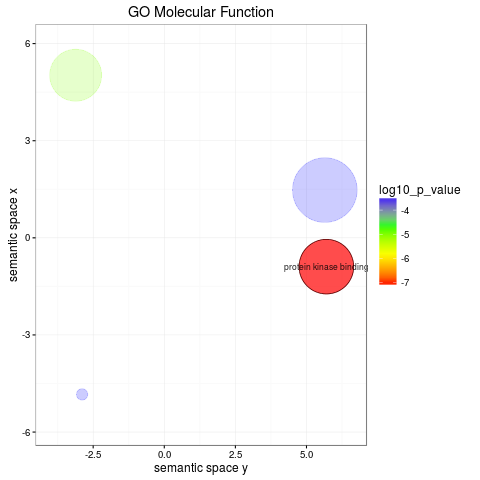 GO Molecular Function
6
3
0
-3
-6
semantic space x
protein kinase binding
-2.5 0.0 2.5 5.0
semantic space y
log10_p_value
-4
-5
-6
-7